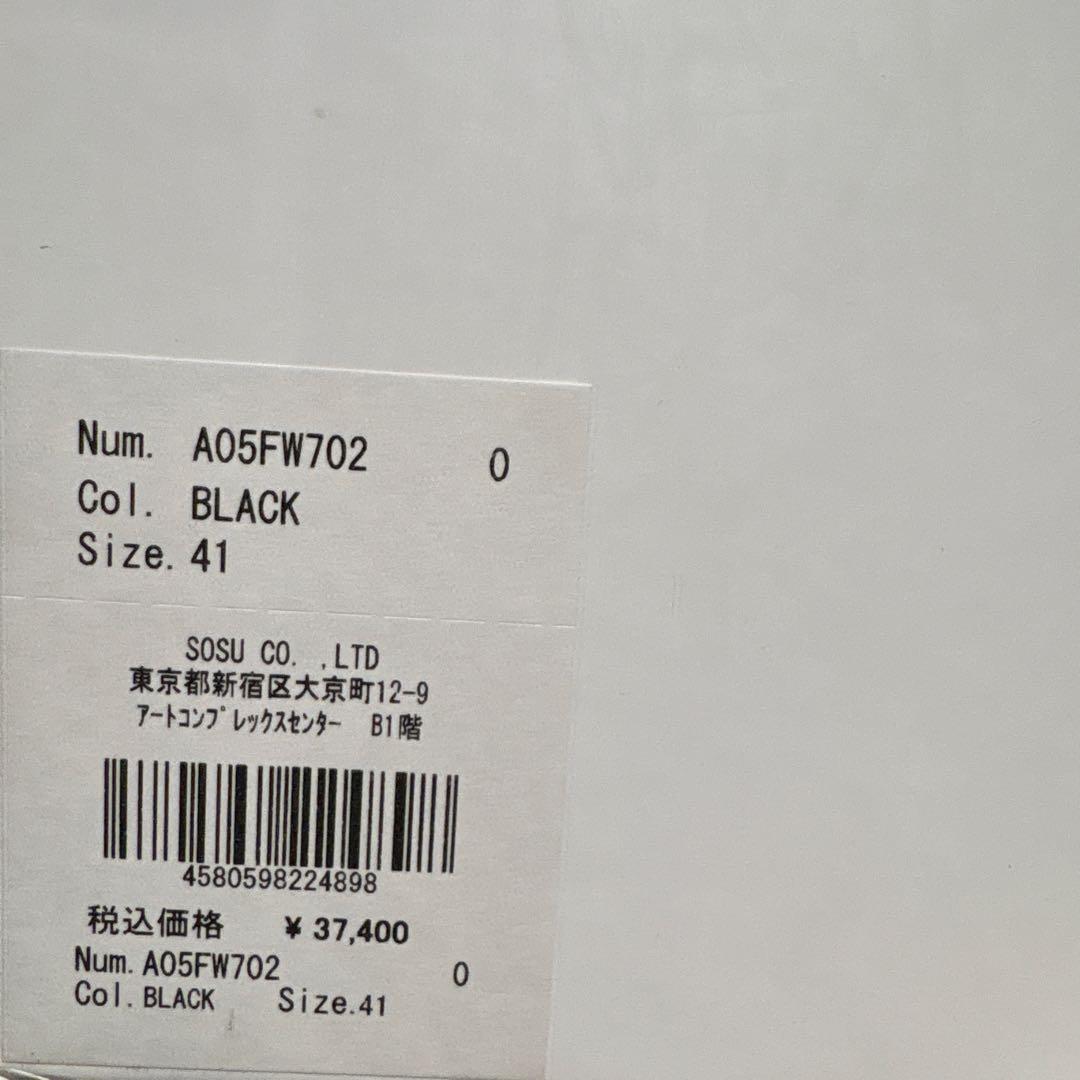 Num. A05FW702 0
Col. BLACK
Size. 41
SOSU CO. ,LTD
東京都新宿区大京町12-9
ｱｰﾄｺﾝﾌﾟﾚｯｸｽｾﾝﾀｰ B1階
4580598224898
税込価格 ¥ 37,400
Num. A05FW702 0
Col. BLACK Size. 41